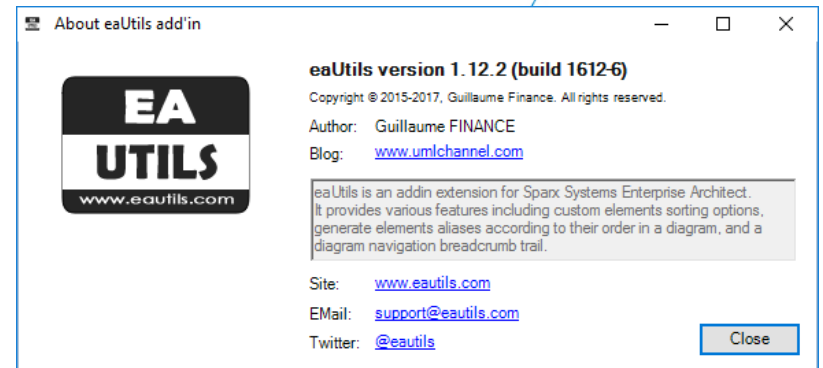 About eaUtils add'in
EA
UTILS
www.eautils.com
eaUtils version 1.12.2 (build 1612-6)
Copyright © 2015-2017, Guillaume Finance. All rights reserved.
Author: Guillaume FINANCE
Blog: www.umlchannel.com
eaUtils is an addin extension for Sparx Systems Enterprise Architect.
It provides various features including custom elements sorting options,
generate elements aliases according to their order in a diagram, and a
diagram navigation breadcrumb trail.
Site: www.eautils.com
EMail: support@eautils.com
Twitter: @eautils
Close